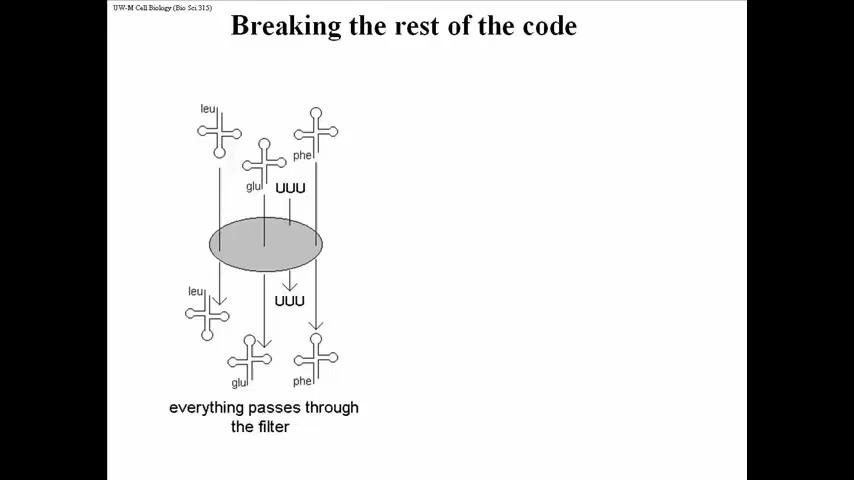 UW-M Cell Biology (Bio Sci 315)
Breaking the rest of the code
leu
phe
glu
UUU
leu
UUU
glu
phe
everything passes through
the filter